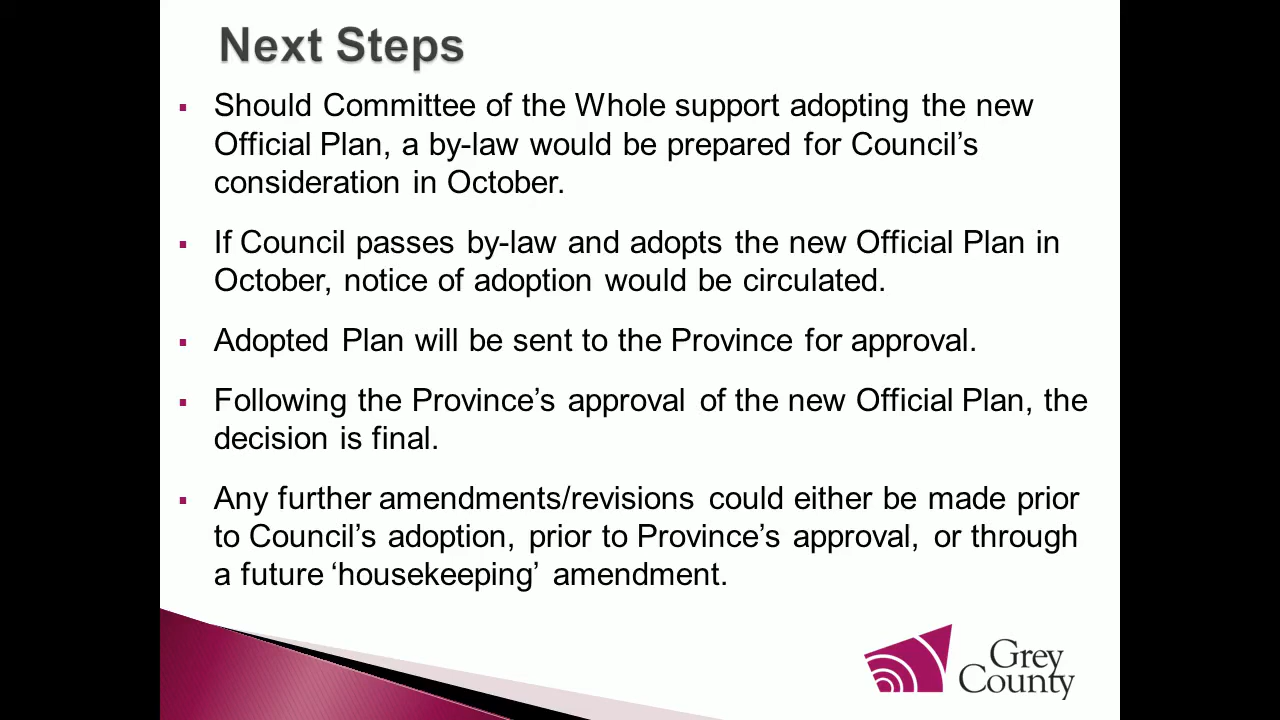 Next Steps
▪ Should Committee of the Whole support adopting the new
Official Plan, a by-law would be prepared for Council’s
consideration in October.
▪ If Council passes by-law and adopts the new Official Plan in
October, notice of adoption would be circulated.
▪ Adopted Plan will be sent to the Province for approval.
▪ Following the Province’s approval of the new Official Plan, the
decision is final.
▪ Any further amendments/revisions could either be made prior
to Council’s adoption, prior to Province’s approval, or through
a future ‘housekeeping’ amendment.
Grey
County